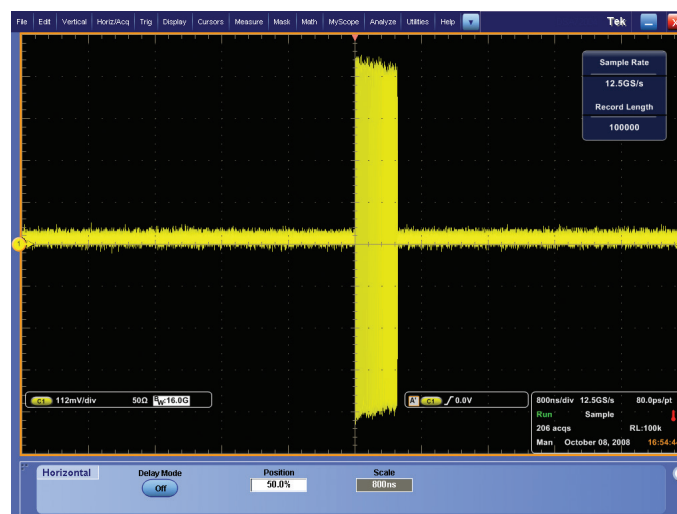 File Edit Vertical Horiz/Acq Trig Display Cursors Measure Mask Math MyScope Analyze Utilities Help Tek
Sample Rate
12.5GS/s
Record Length
100000
1
C1 112mV/div 50Ω BW:16.0G
A' C1 0.0V
800ns/div 12.5GS/s 80.0ps/pt
Run Sample
206 acqs RL:100k
Man October 08, 2008 16:54:4
Horizontal
Delay Mode Position Scale
Off 50.0% 800ns